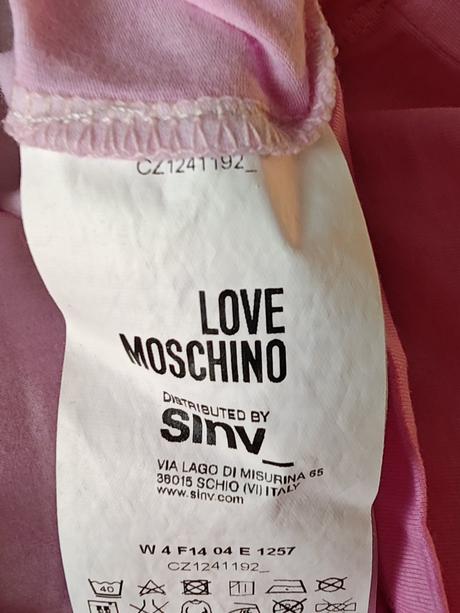 CZ1241192_
LOVE
MOSCHINO
DISTRIBUTED BY
sinv_
VIA LAGO DI MISURINA 65
36015 SCHIO (VI) ITALY
www.sinv.com
W 4 F14 04 E 1257
CZ1241192_
40